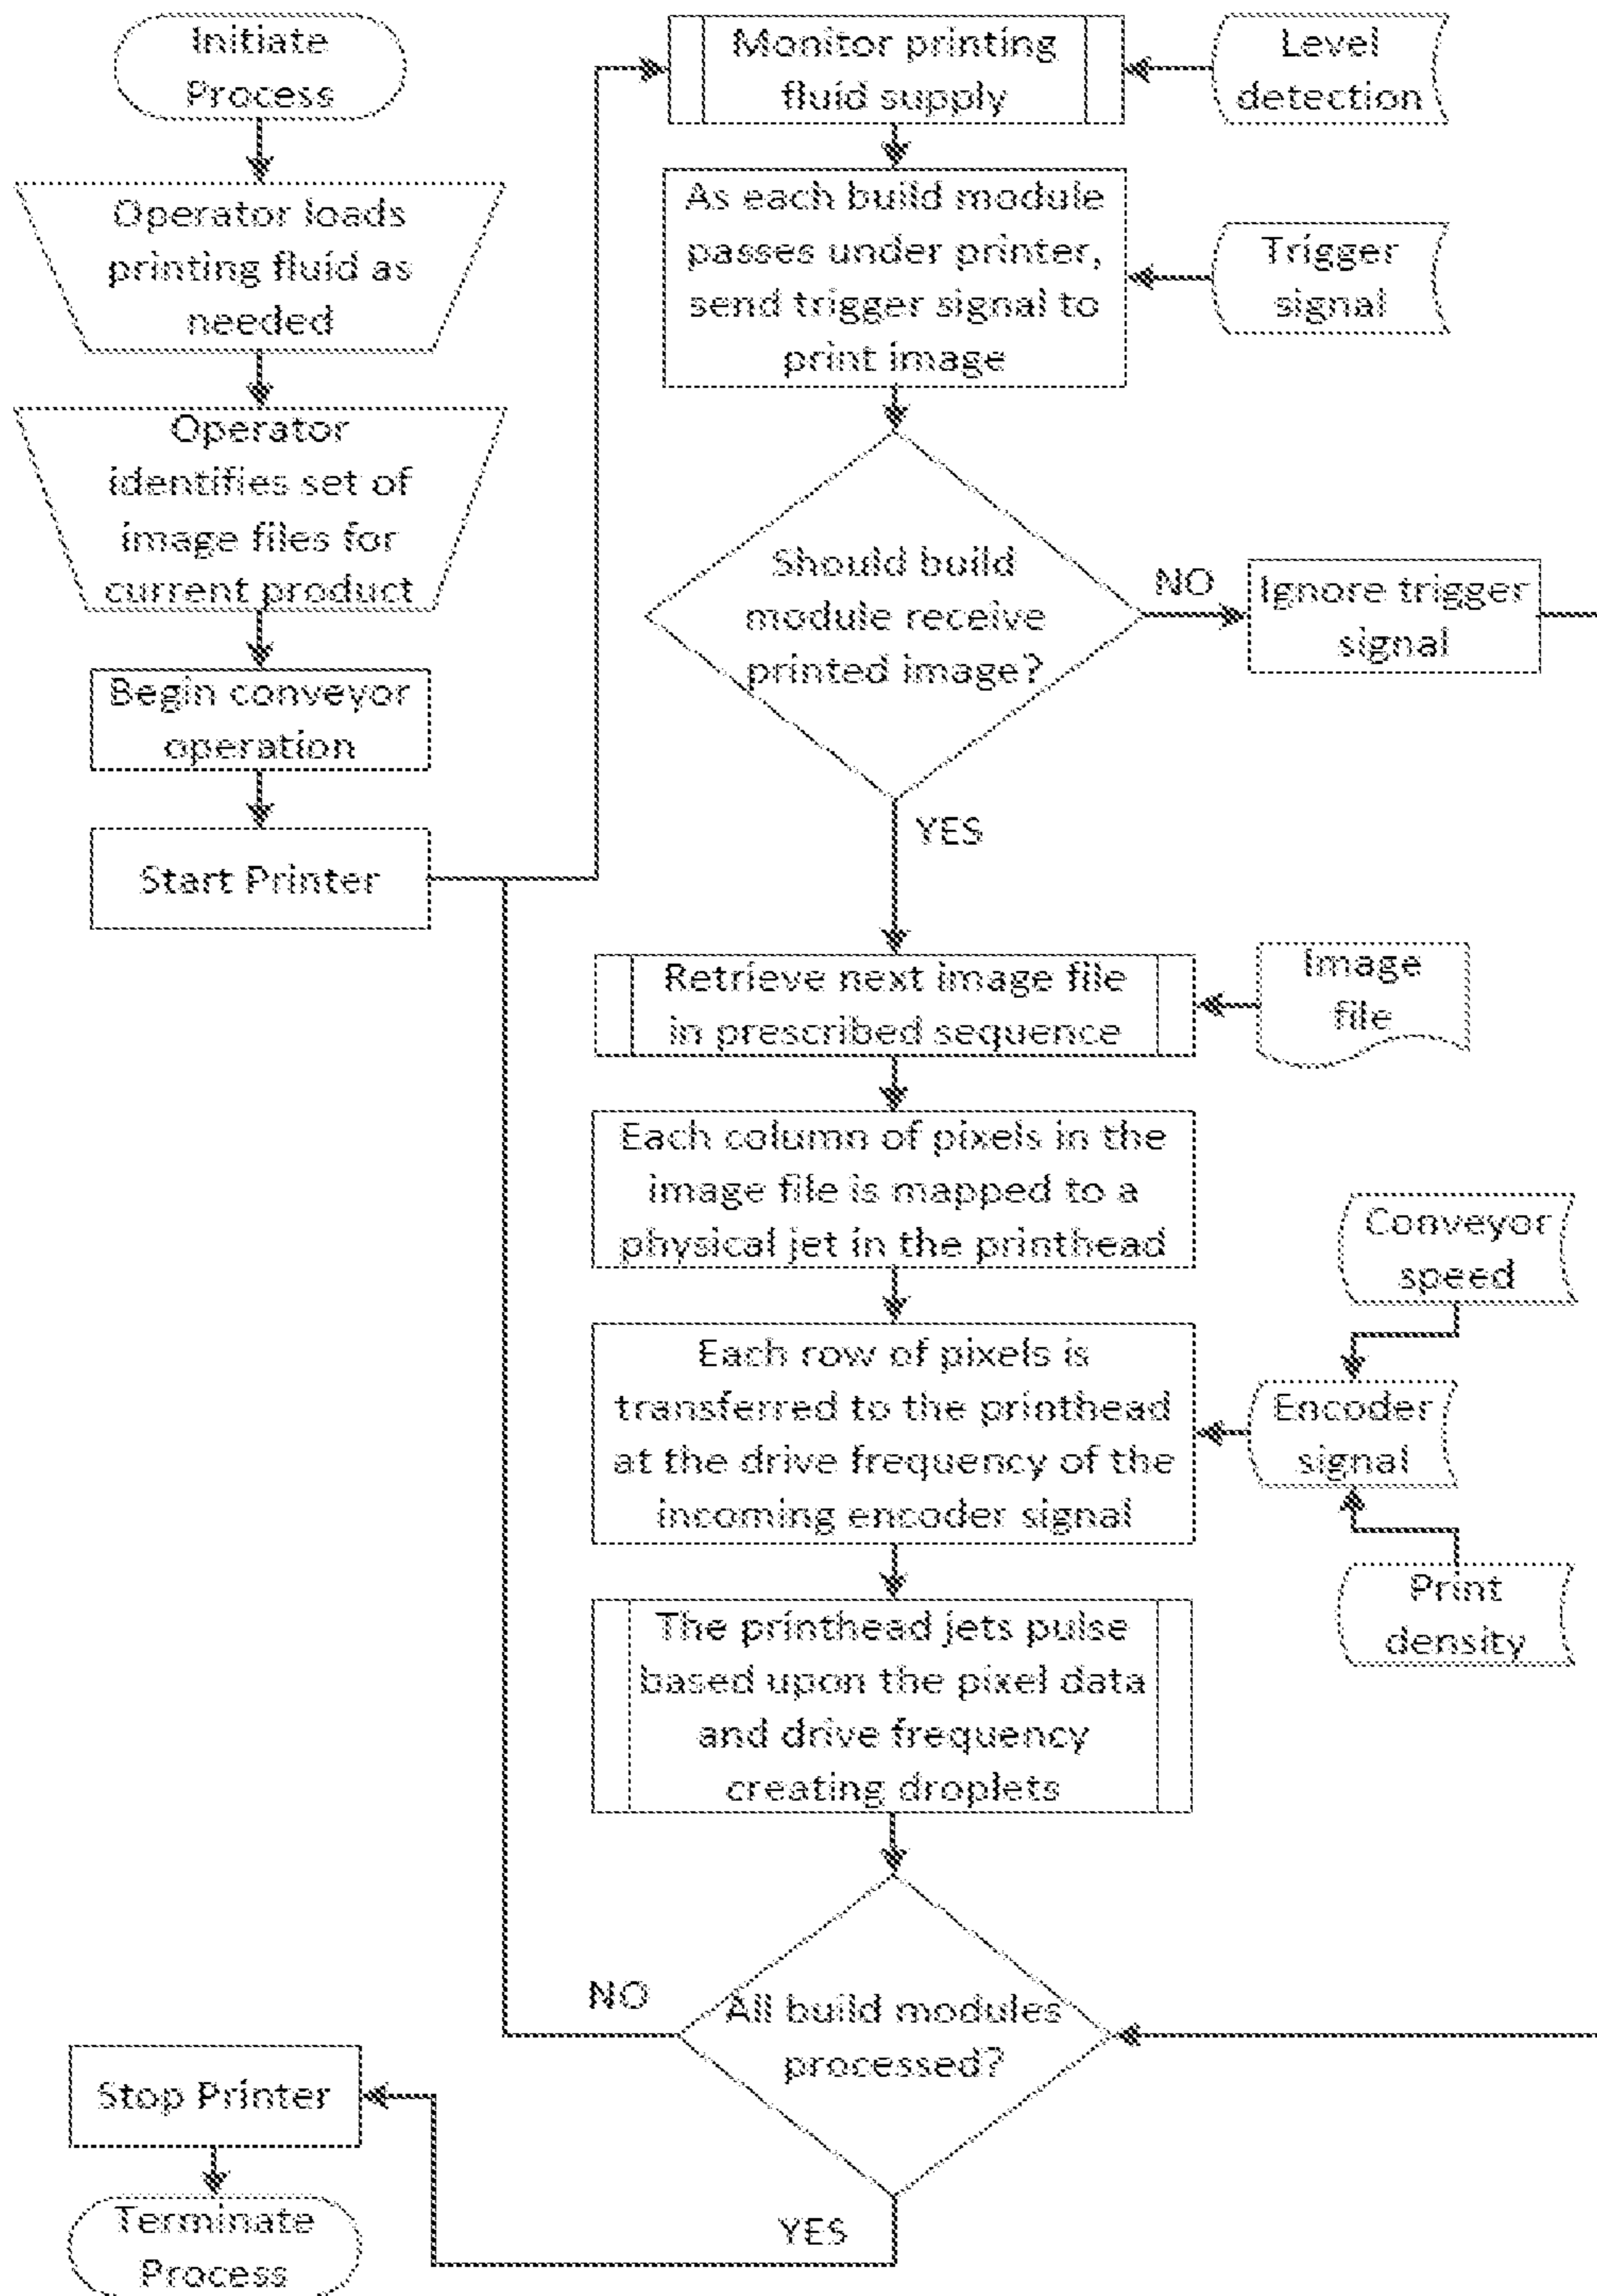 Initiate
Process
Operator loads
printing fluid as
needed
Operator
identifies set of
image files for
current product
Begin conveyor
operation
Start Printer
Monitor printing
fluid supply
Level
detection
As each build module
passes under printer,
send trigger signal to
print image
Trigger
signal
Should build
module receive
printed image?
NO
Ignore trigger
signal
YES
Retrieve next image file
in prescribed sequence
Image
file
Each column of pixels in the
image file is mapped to a
physical jet in the printhead
Conveyor
speed
Each row of pixels is
transferred to the printhead
at the drive frequency of the
incoming encoder signal
Encoder
signal
Print
density
The printhead jets pulse
based upon the pixel data
and drive frequency
creating droplets
NO
All build modules
processed?
YES
Stop Printer
Terminate
Process